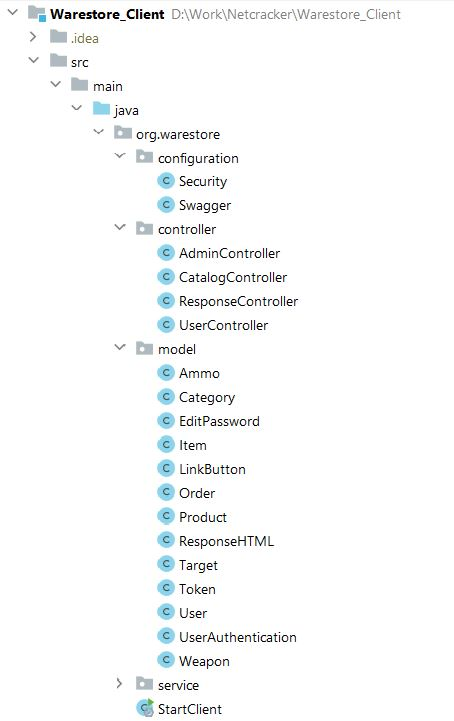 Warestore_Client D:\Work\Netcracker\Warestore_Client
.idea
src
main
java
org.warestore
configuration
C Security
C Swagger
controller
C AdminController
C CatalogController
C ResponseController
C UserController
model
C Ammo
C Category
C EditPassword
C Item
C LinkButton
C Order
C Product
C ResponseHTML
C Target
C Token
C User
C UserAuthentication
C Weapon
service
C StartClient